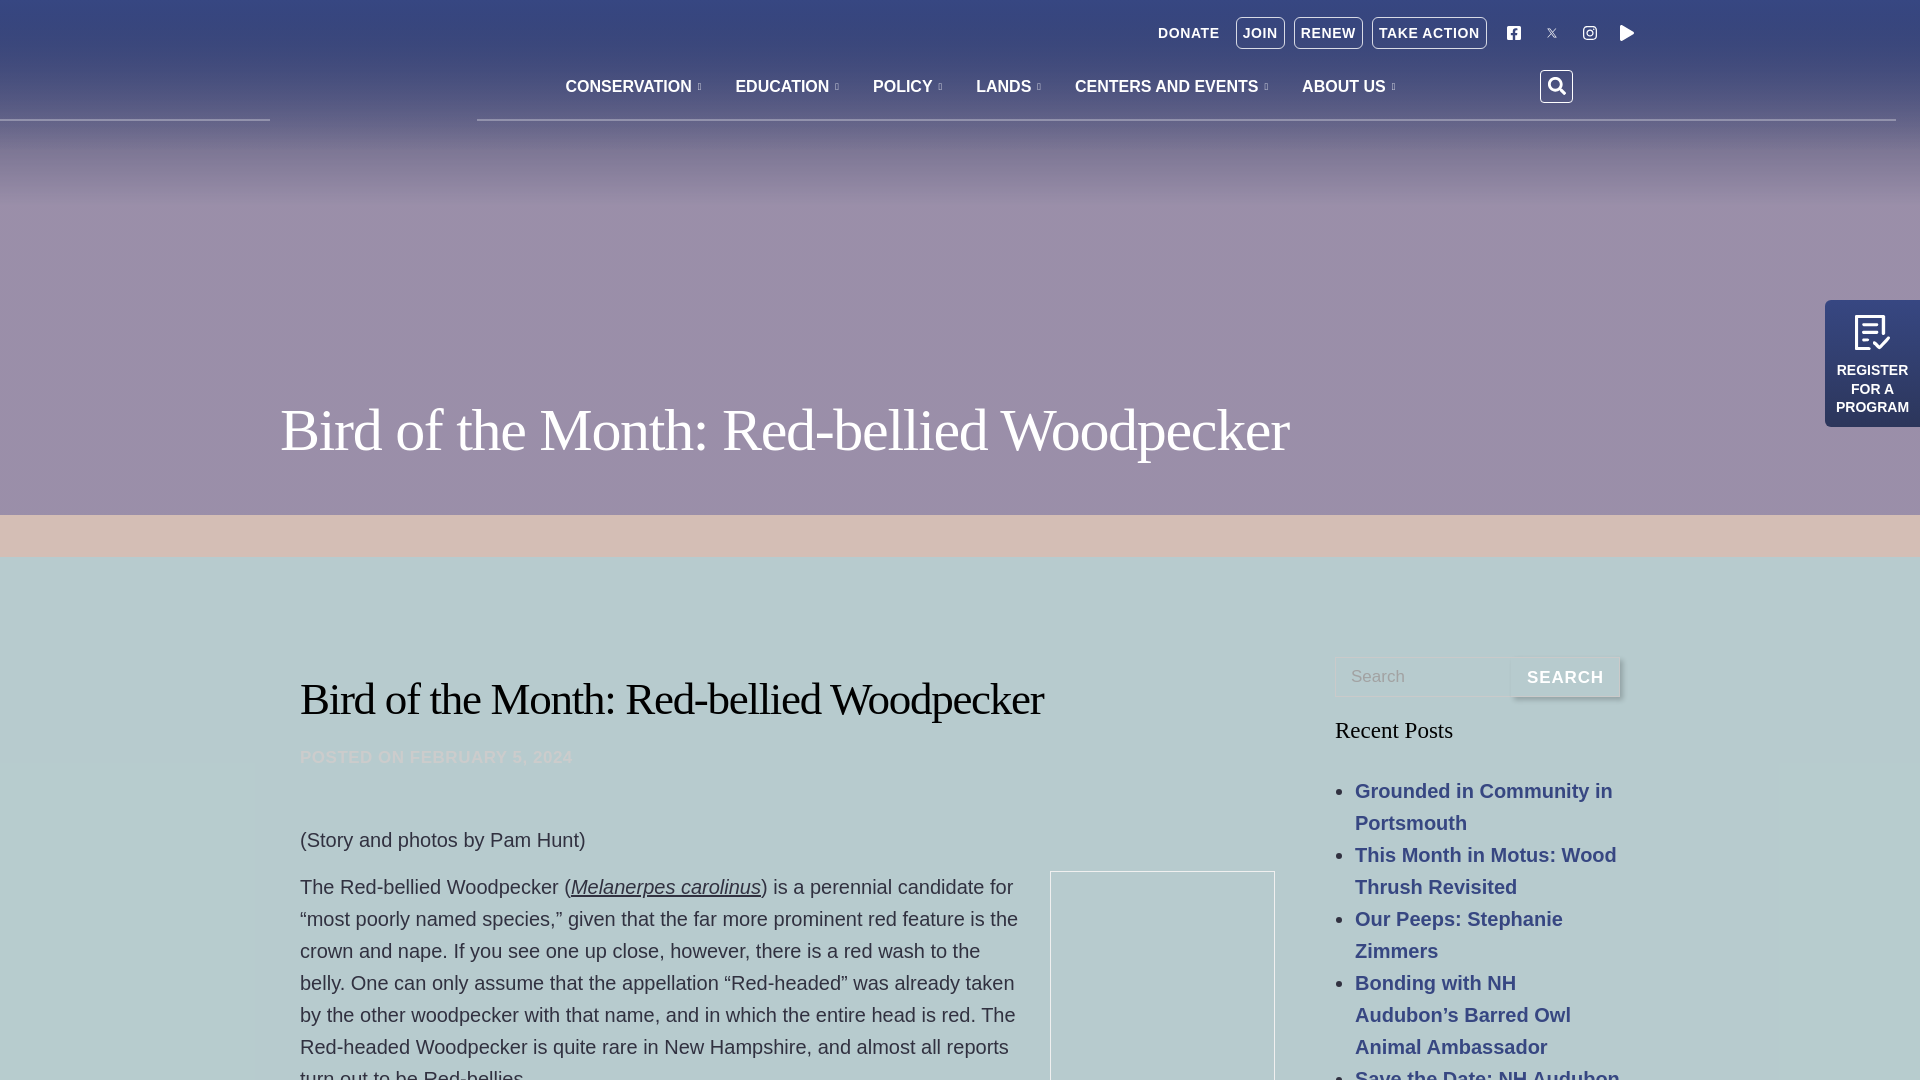 DONATE JOIN RENEW TAKE ACTION
CONSERVATION EDUCATION POLICY LANDS CENTERS AND EVENTS ABOUT US
REGISTER
FOR A
PROGRAM
Bird of the Month: Red-bellied Woodpecker
Bird of the Month: Red-bellied Woodpecker
POSTED ON FEBRUARY 5, 2024
(Story and photos by Pam Hunt)
The Red-bellied Woodpecker (Melanerpes carolinus) is a perennial candidate for
“most poorly named species,” given that the far more prominent red feature is the
crown and nape. If you see one up close, however, there is a red wash to the
belly. One can only assume that the appellation “Red-headed” was already taken
by the other woodpecker with that name, and in which the entire head is red. The
Red-headed Woodpecker is quite rare in New Hampshire, and almost all reports
turn out to be Red-bellies.
Search SEARCH
Recent Posts
Grounded in Community in
Portsmouth
This Month in Motus: Wood
Thrush Revisited
Our Peeps: Stephanie
Zimmers
Bonding with NH
Audubon’s Barred Owl
Animal Ambassador
Save the Date: NH Audubon